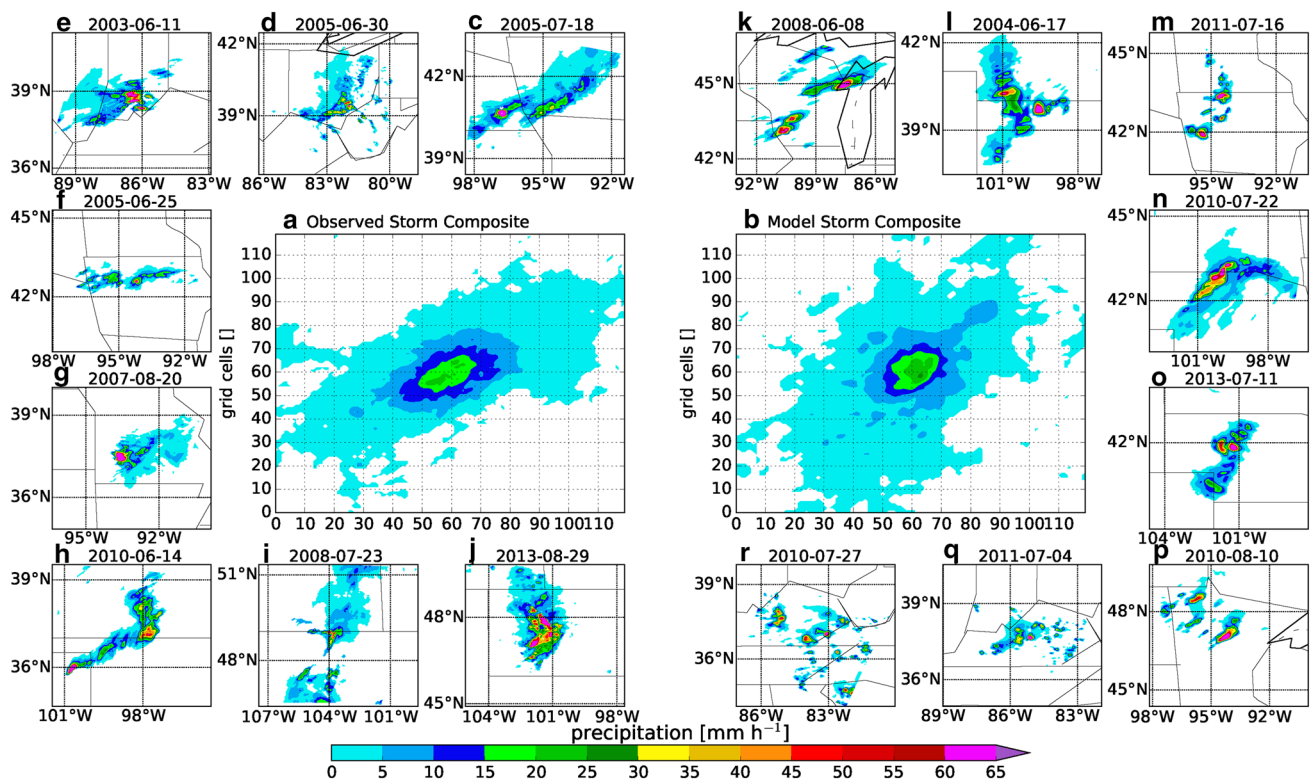 e 2003-06-11
39°N
36°N
89°W 86°W 83°W
d 2005-06-30
42°N
39°N
86°W 83°W 80°W
c 2005-07-18
42°N
39°N
98°W 95°W 92°W
k 2008-06-08
45°N
42°N
92°W 89°W 86°W
l 2004-06-17
42°N
39°N
101°W 98°W
m 2011-07-16
45°N
42°N
95°W 92°W
f 2005-06-25
45°N
42°N
98°W 95°W 92°W
a Observed Storm Composite
grid cells []
110
100
90
80
70
60
50
40
30
20
10
0
0 10 20 30 40 50 60 70 80 90 100 110
b Model Storm Composite
grid cells []
110
100
90
80
70
60
50
40
30
20
10
0
0 10 20 30 40 50 60 70 80 90 100 110
n 2010-07-22
45°N
42°N
101°W 98°W
g 2007-08-20
39°N
36°N
95°W 92°W
o 2013-07-11
42°N
104°W 101°W
h 2010-06-14
39°N
36°N
101°W 98°W
i 2008-07-23
51°N
48°N
107°W 104°W 101°W
j 2013-08-29
48°N
45°N
104°W 101°W 98°W
r 2010-07-27
39°N
36°N
86°W 83°W
q 2011-07-04
39°N
36°N
89°W 86°W 83°W
p 2010-08-10
48°N
45°N
98°W 95°W 92°W
precipitation [mm h⁻¹]
0 5 10 15 20 25 30 35 40 45 50 55 60 65